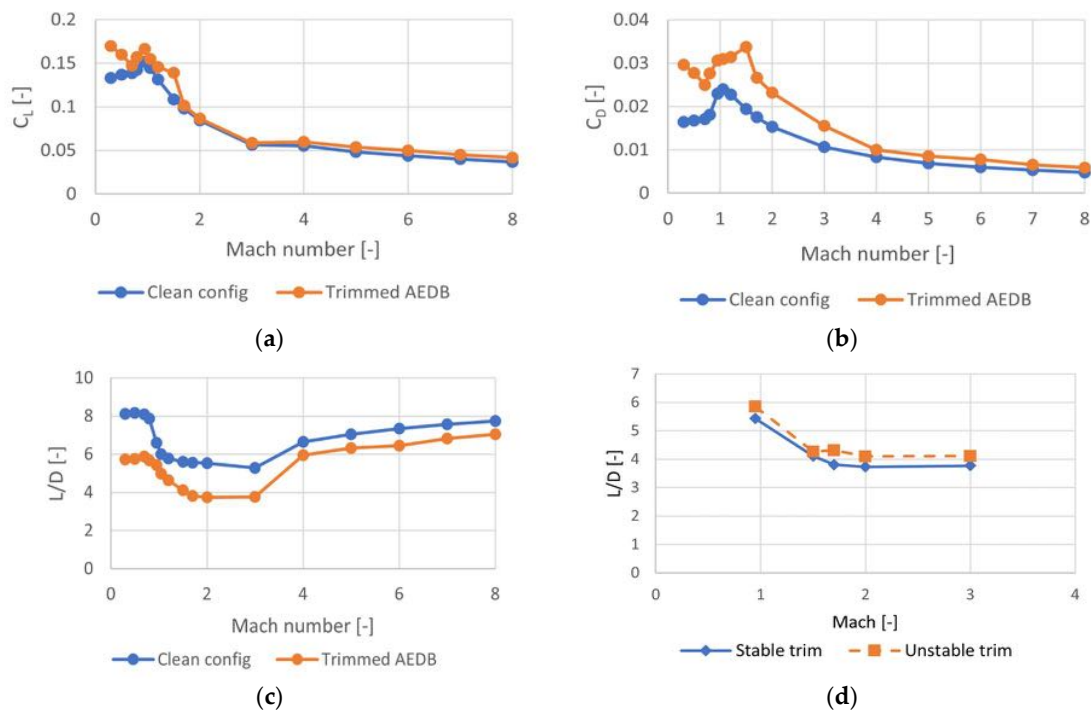 0.2
0.15
0.1
0.05
0
C_L [-]
0 2 4 6 8
Mach number [-]
Clean config Trimmed AEDB
(a)
0.04
0.03
0.02
0.01
0
C_D [-]
0 1 2 3 4 5 6 7 8
Mach number [-]
Clean config Trimmed AEDB
(b)
10
8
6
4
2
0
L/D [-]
0 2 4 6 8
Mach number [-]
Clean config Trimmed AEDB
(c)
7
6
5
4
3
2
1
0
L/D [-]
0 1 2 3 4
Mach [-]
Stable trim Unstable trim
(d)